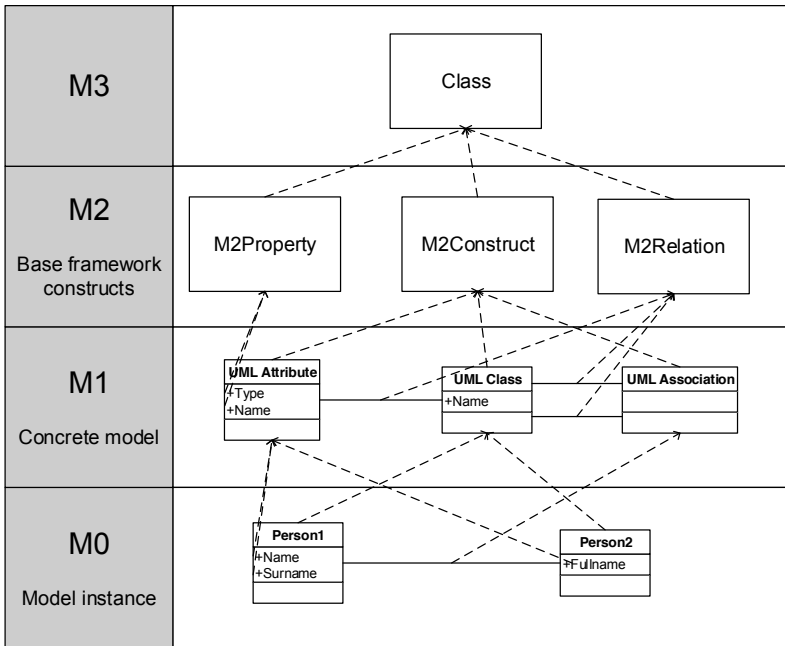 M3
Class
M2
Base framework
constructs
M2Property
M2Construct
M2Relation
M1
Concrete model
UML Attribute
+Type
+Name
UML Class
+Name
UML Association
M0
Model instance
Person1
+Name
+Surname
Person2
+Fullname